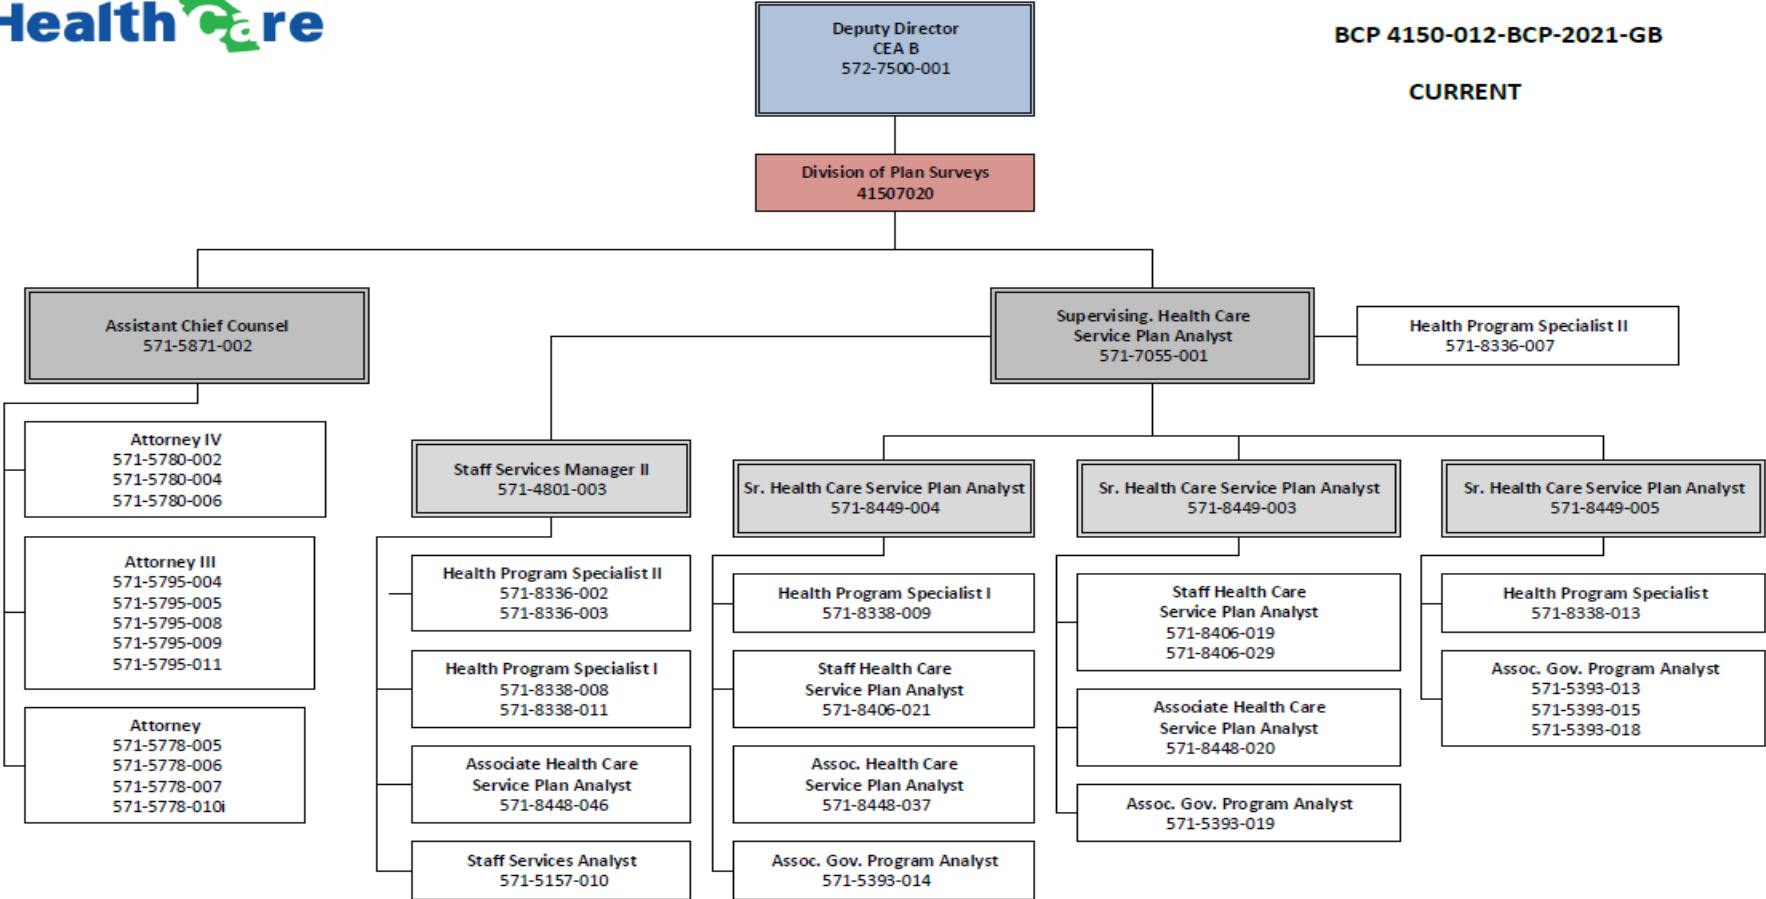 HealthCare
BCP 4150-012-BCP-2021-GB
CURRENT
Deputy Director
CEA B
572-7500-001
Division of Plan Surveys
41507020
Assistant Chief Counsel
571-5871-002
Supervising. Health Care
Service Plan Analyst
571-7055-001
Health Program Specialist II
571-8336-007
Attorney IV
571-5780-002
571-5780-004
571-5780-006
Attorney III
571-5795-004
571-5795-005
571-5795-008
571-5795-009
571-5795-011
Attorney
571-5778-005
571-5778-006
571-5778-007
571-5778-010i
Staff Services Manager II
571-4801-003
Health Program Specialist II
571-8336-002
571-8336-003
Health Program Specialist I
571-8338-008
571-8338-011
Associate Health Care
Service Plan Analyst
571-8448-046
Staff Services Analyst
571-5157-010
Sr. Health Care Service Plan Analyst
571-8449-004
Health Program Specialist I
571-8338-009
Staff Health Care
Service Plan Analyst
571-8406-021
Assoc. Health Care
Service Plan Analyst
571-8448-037
Assoc. Gov. Program Analyst
571-5393-014
Sr. Health Care Service Plan Analyst
571-8449-003
Staff Health Care
Service Plan Analyst
571-8406-019
571-8406-029
Associate Health Care
Service Plan Analyst
571-8448-020
Assoc. Gov. Program Analyst
571-5393-019
Sr. Health Care Service Plan Analyst
571-8449-005
Health Program Specialist
571-8338-013
Assoc. Gov. Program Analyst
571-5393-013
571-5393-015
571-5393-018